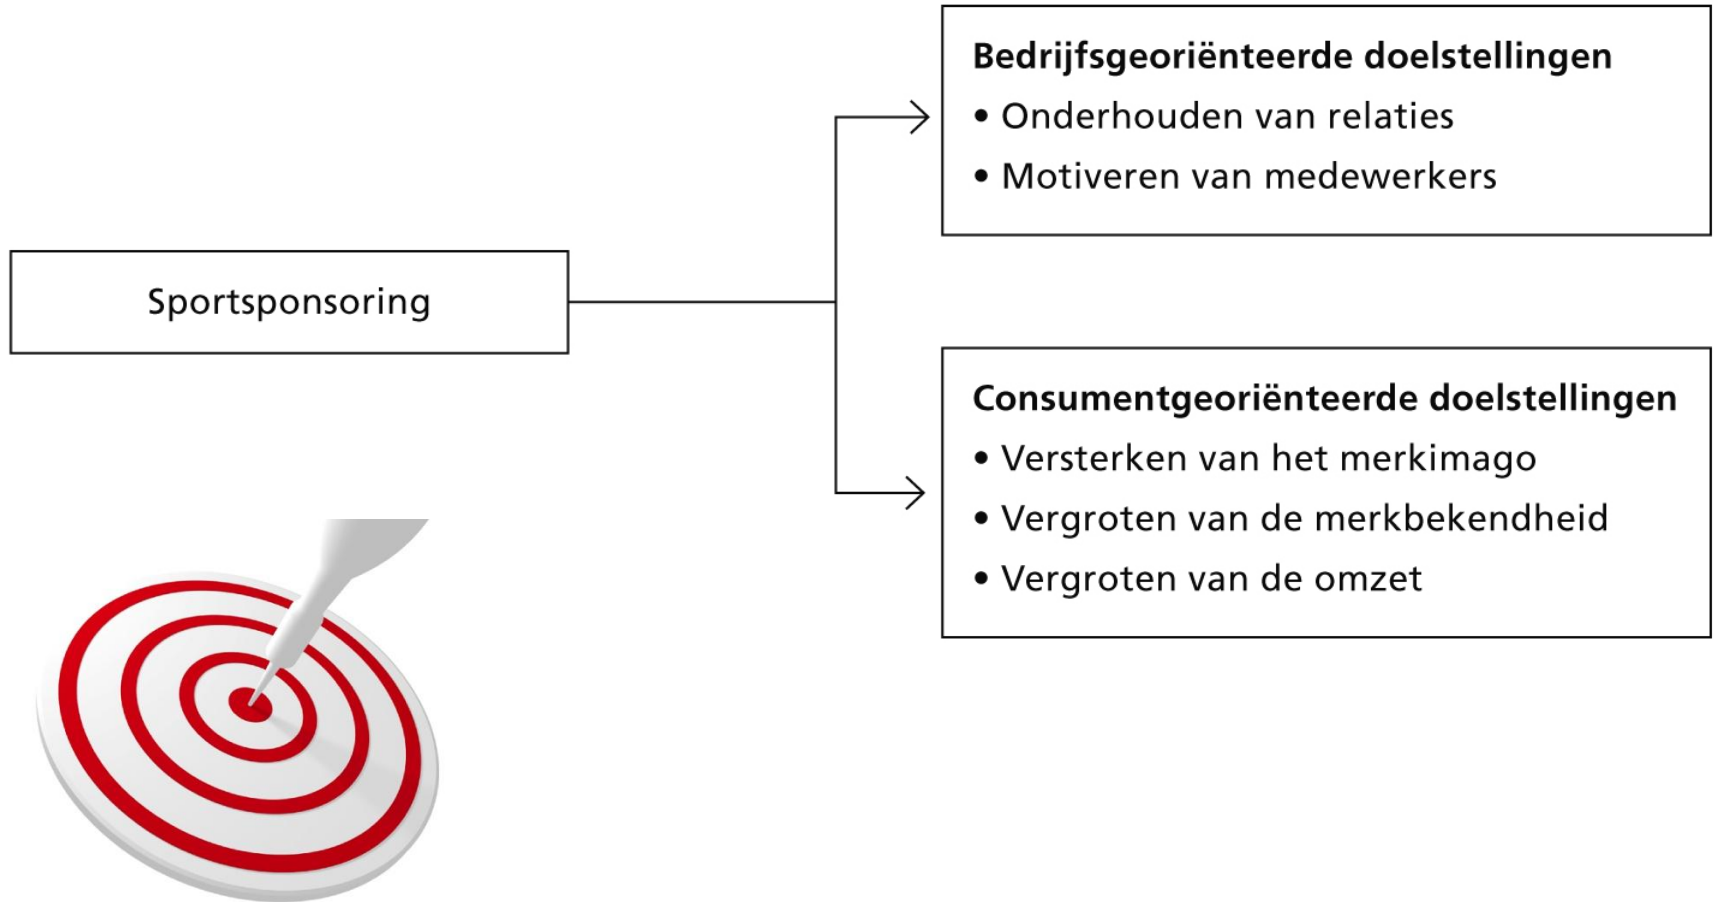 Sportsponsoring
Bedrijfsgeoriënteerde doelstellingen
• Onderhouden van relaties
• Motiveren van medewerkers
Consumentgeoriënteerde doelstellingen
• Versterken van het merkimago
• Vergroten van de merkbekendheid
• Vergroten van de omzet